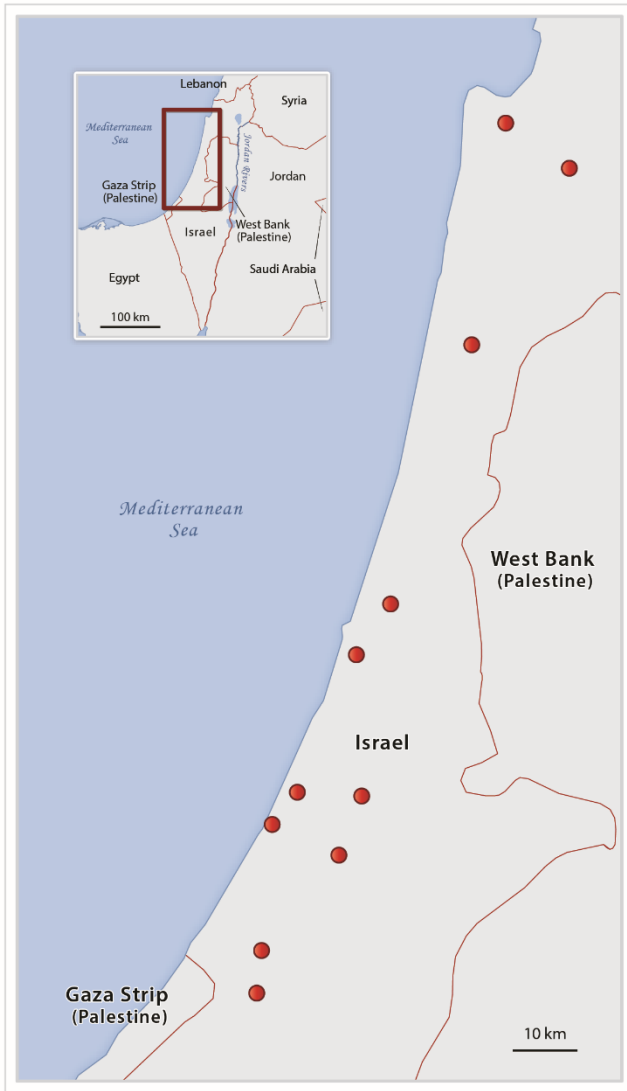 Lebanon
Syria
Mediterranean
Sea
Jordan Rivers
Gaza Strip
(Palestine)
Jordan
West Bank
(Palestine)
Israel
Saudi Arabia
Egypt
100 km
Mediterranean
Sea
West Bank
(Palestine)
Israel
Gaza Strip
(Palestine)
10 km